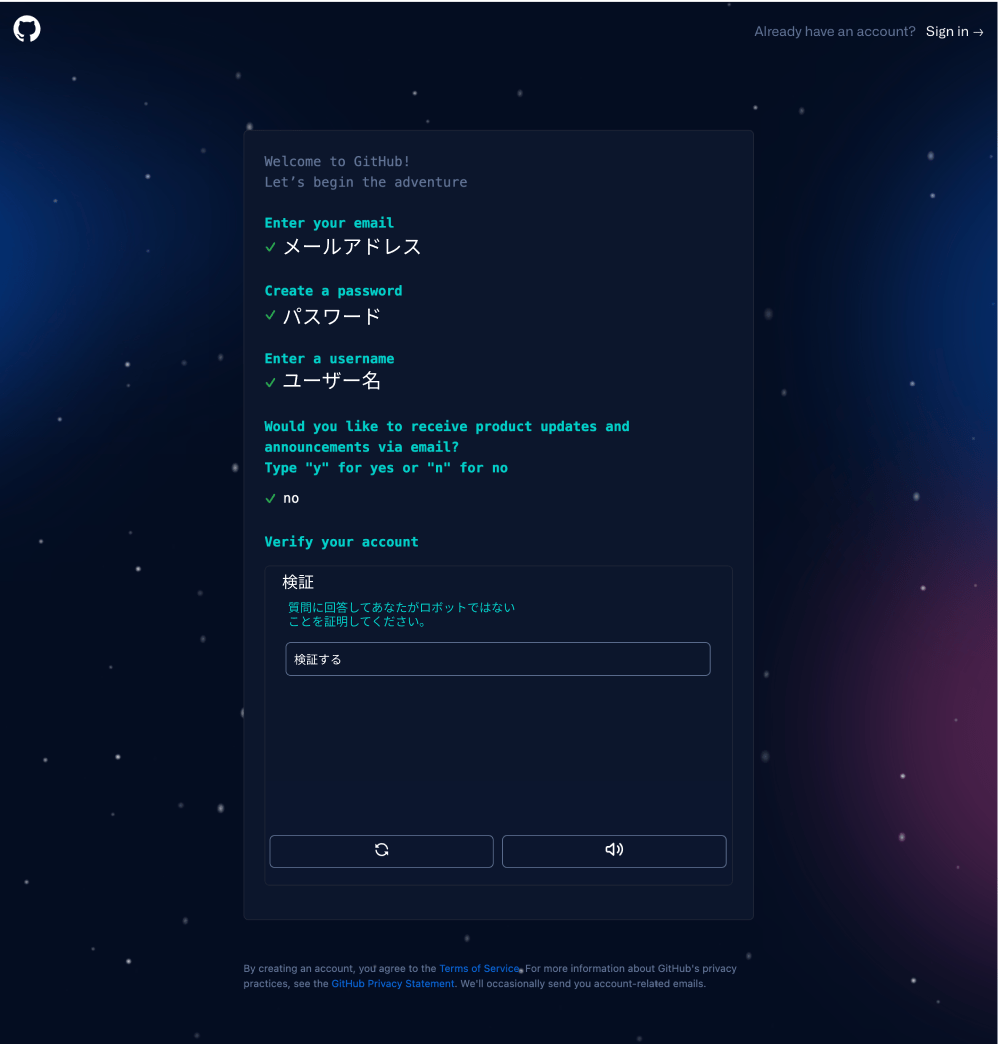 Already have an account? Sign in →
Welcome to GitHub!
Let’s begin the adventure
Enter your email
✓ メールアドレス
Create a password
✓ パスワード
Enter a username
✓ ユーザー名
Would you like to receive product updates and
announcements via email?
Type "y" for yes or "n" for no
✓ no
Verify your account
検証
質問に回答してあなたがロボットではない
ことを証明してください。
検証する
By creating an account, you agree to the Terms of Service. For more information about GitHub's privacy
practices, see the GitHub Privacy Statement. We'll occasionally send you account-related emails.